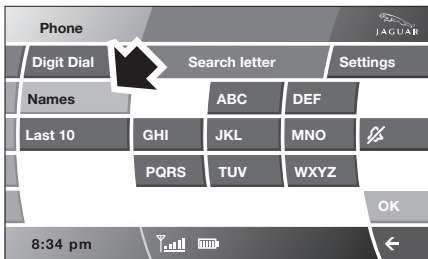 Phone JAGUAR
Digit Dial Search letter Settings
Names ABC DEF
Last 10 GHI JKL MNO
PQRS TUV WXYZ
OK
8:34 pm